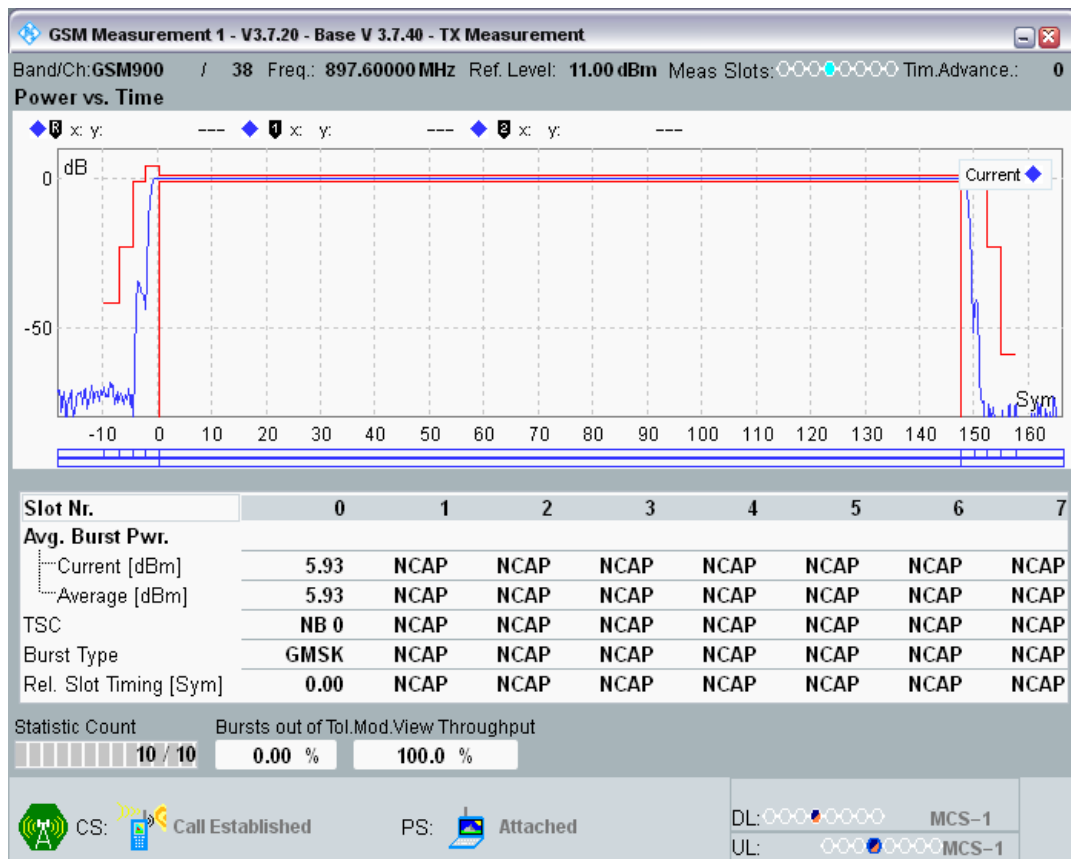 GSM Measurement 1 - V3.7.20 - Base V 3.7.40 - TX Measurement
Band/Ch:GSM900 / 38 Freq.: 897.60000 MHz Ref. Level: 11.00 dBm Meas Slots: Tim.Advance.: 0
Power vs. Time
R x: y: --- 1 x: y: --- 2 x: y: ---
dB
Current
0
-50
Sym
-10 0 10 20 30 40 50 60 70 80 90 100 110 120 130 140 150 160
Slot Nr. 0 1 2 3 4 5 6 7
Avg. Burst Pwr.
Current [dBm] 5.93 NCAP NCAP NCAP NCAP NCAP NCAP NCAP
Average [dBm] 5.93 NCAP NCAP NCAP NCAP NCAP NCAP NCAP
TSC NB 0 NCAP NCAP NCAP NCAP NCAP NCAP NCAP
Burst Type GMSK NCAP NCAP NCAP NCAP NCAP NCAP NCAP
Rel. Slot Timing [Sym] 0.00 NCAP NCAP NCAP NCAP NCAP NCAP NCAP
Statistic Count Bursts out of Tol.Mod.View Throughput
10 / 10 0.00 % 100.0 %
CS: Call Established PS: Attached
DL: MCS-1
UL: MCS-1